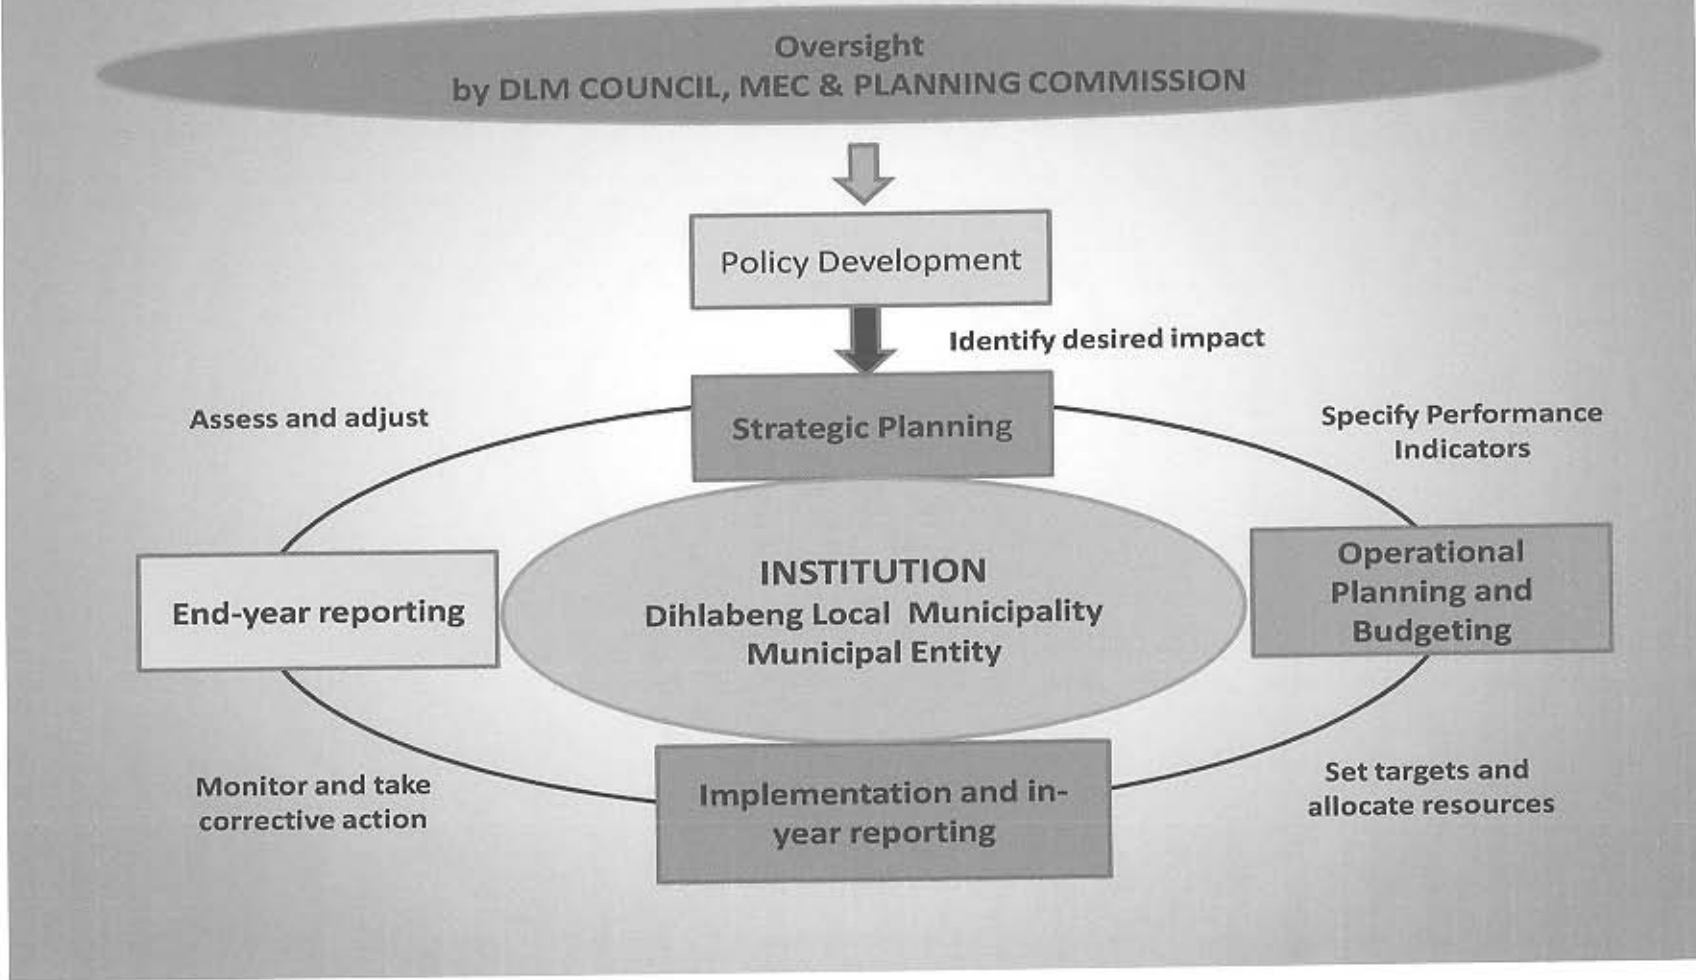 Oversight
by DLM COUNCIL, MEC & PLANNING COMMISSION
Policy Development
Identify desired impact
Strategic Planning
Assess and adjust
Specify Performance
Indicators
Operational
Planning and
Budgeting
INSTITUTION
Dihlabeng Local Municipality
Municipal Entity
End-year reporting
Monitor and take
corrective action
Implementation and in-
year reporting
Set targets and
allocate resources